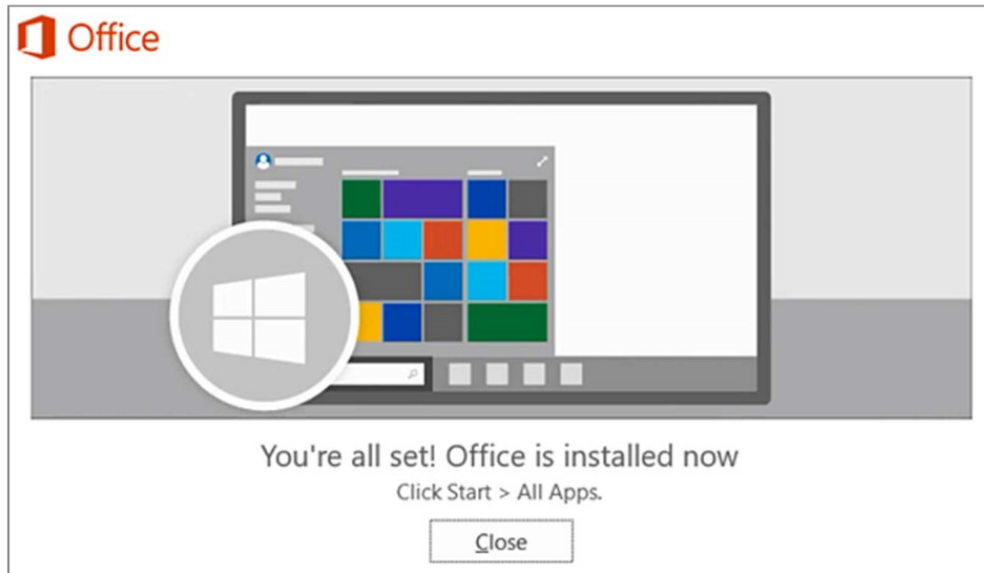 Office
You're all set! Office is installed now
Click Start > All Apps.
Close